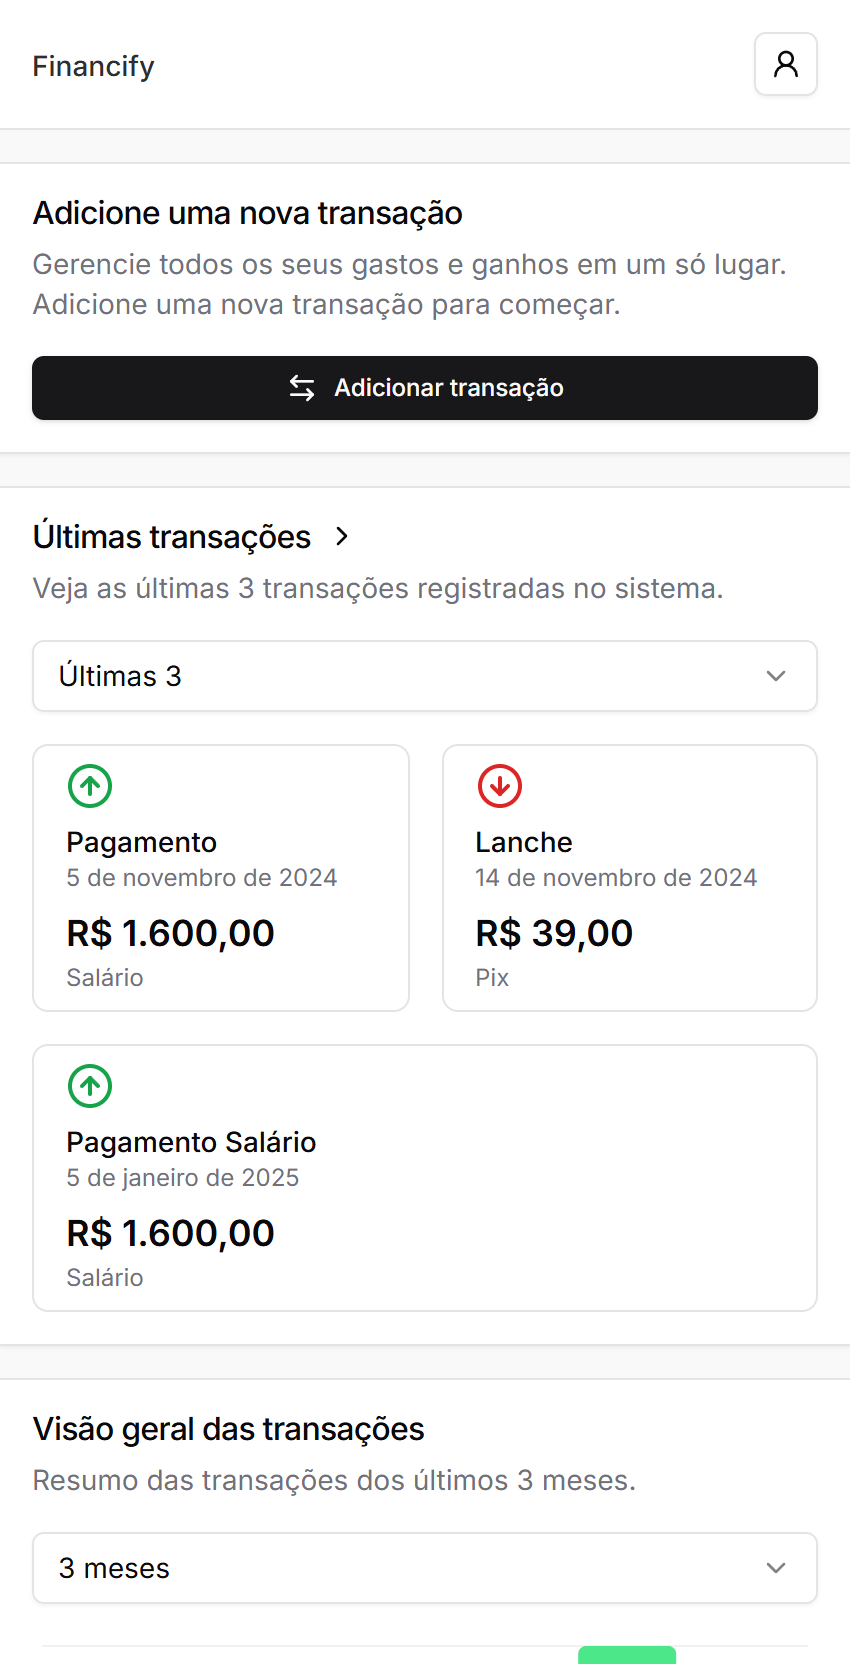 Financify
Adicione uma nova transação
Gerencie todos os seus gastos e ganhos em um só lugar.
Adicione uma nova transação para começar.
Adicionar transação
Últimas transações
Veja as últimas 3 transações registradas no sistema.
Últimas 3
Pagamento
5 de novembro de 2024
R$ 1.600,00
Salário
Lanche
14 de novembro de 2024
R$ 39,00
Pix
Pagamento Salário
5 de janeiro de 2025
R$ 1.600,00
Salário
Visão geral das transações
Resumo das transações dos últimos 3 meses.
3 meses